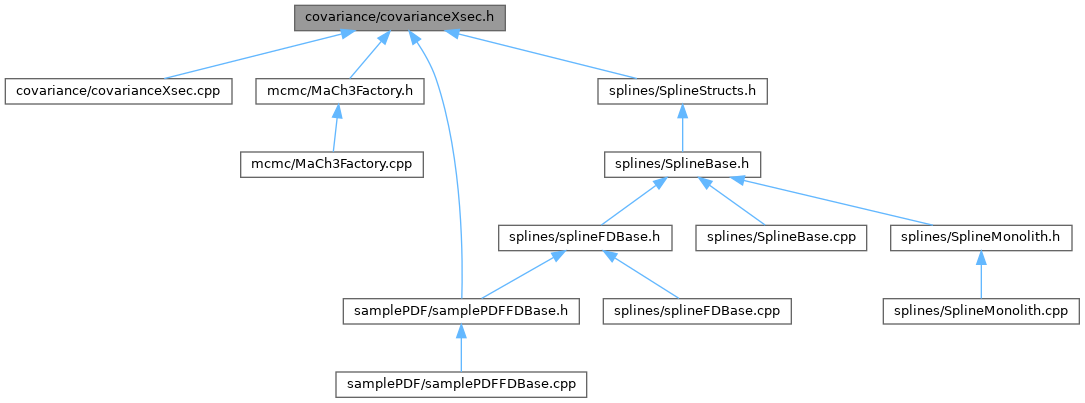 covariance/covarianceXsec.h
covariance/covarianceXsec.cpp
mcmc/MaCh3Factory.h
splines/SplineStructs.h
mcmc/MaCh3Factory.cpp
splines/SplineBase.h
splines/splineFDBase.h
splines/SplineBase.cpp
splines/SplineMonolith.h
samplePDF/samplePDFFDBase.h
splines/splineFDBase.cpp
splines/SplineMonolith.cpp
samplePDF/samplePDFFDBase.cpp